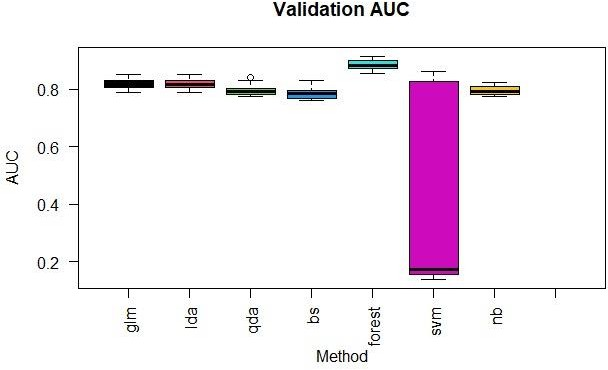 Validation AUC
AUC
0.8
0.6
0.4
0.2
glm
lda
qda
bs
forest
svm
nb
Method